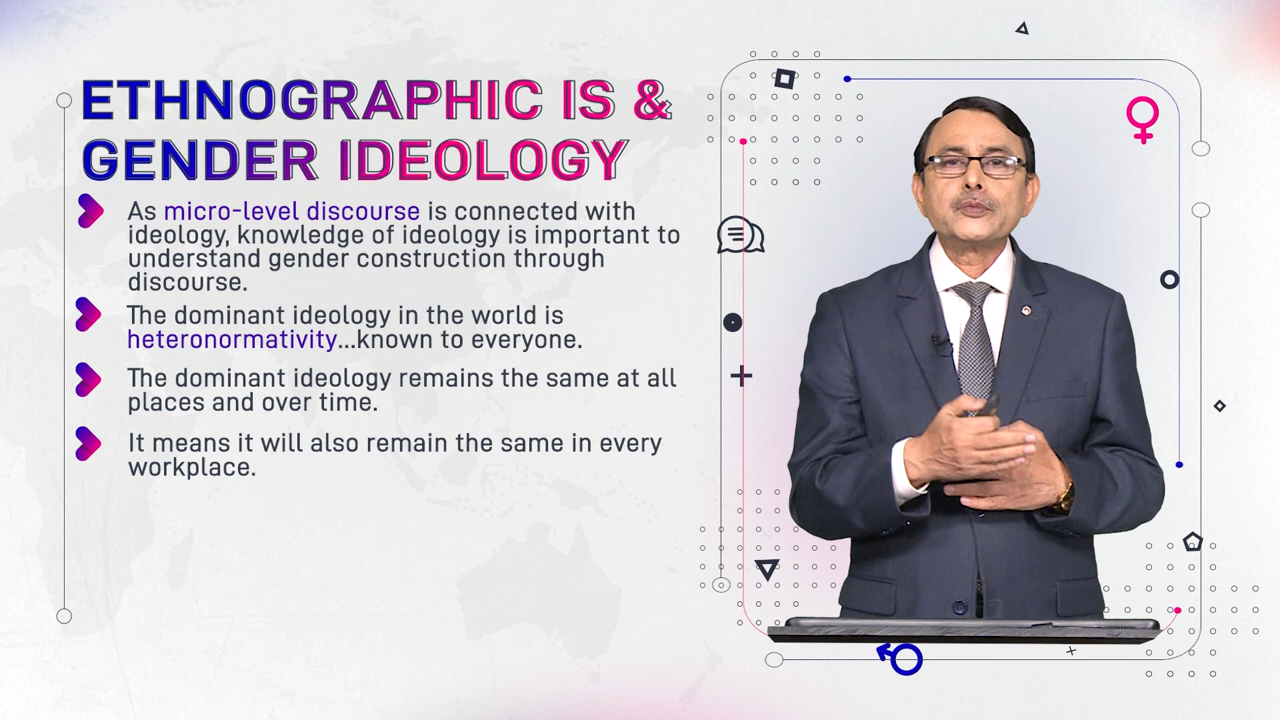 ETHNOGRAPHIC IS &
GENDER IDEOLOGY
As micro-level discourse is connected with
ideology, knowledge of ideology is important to
understand gender construction through
discourse.
The dominant ideology in the world is
heteronormativity...known to everyone.
The dominant ideology remains the same at all
places and over time.
It means it will also remain the same in every
workplace.